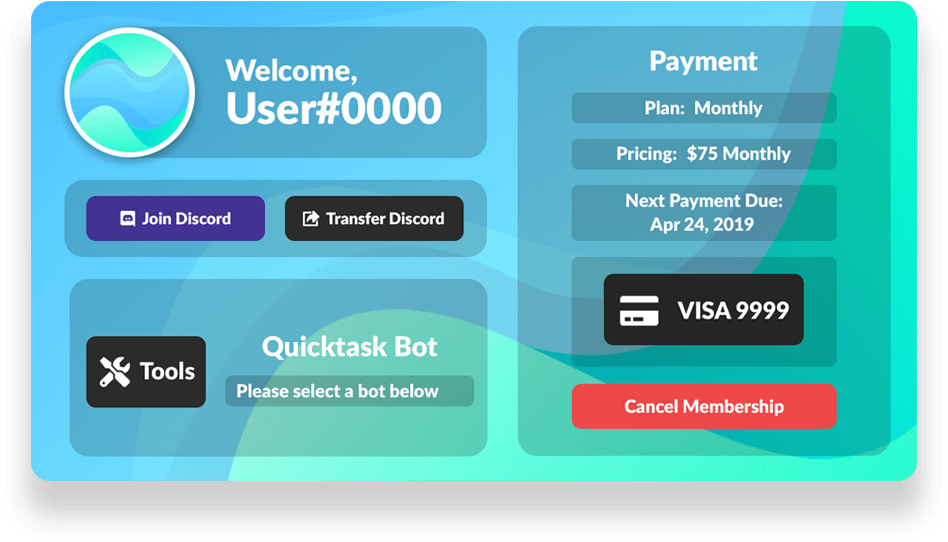 Welcome,
User#0000
Join Discord
Transfer Discord
Tools
Quicktask Bot
Please select a bot below
Payment
Plan: Monthly
Pricing: $75 Monthly
Next Payment Due:
Apr 24, 2019
VISA 9999
Cancel Membership